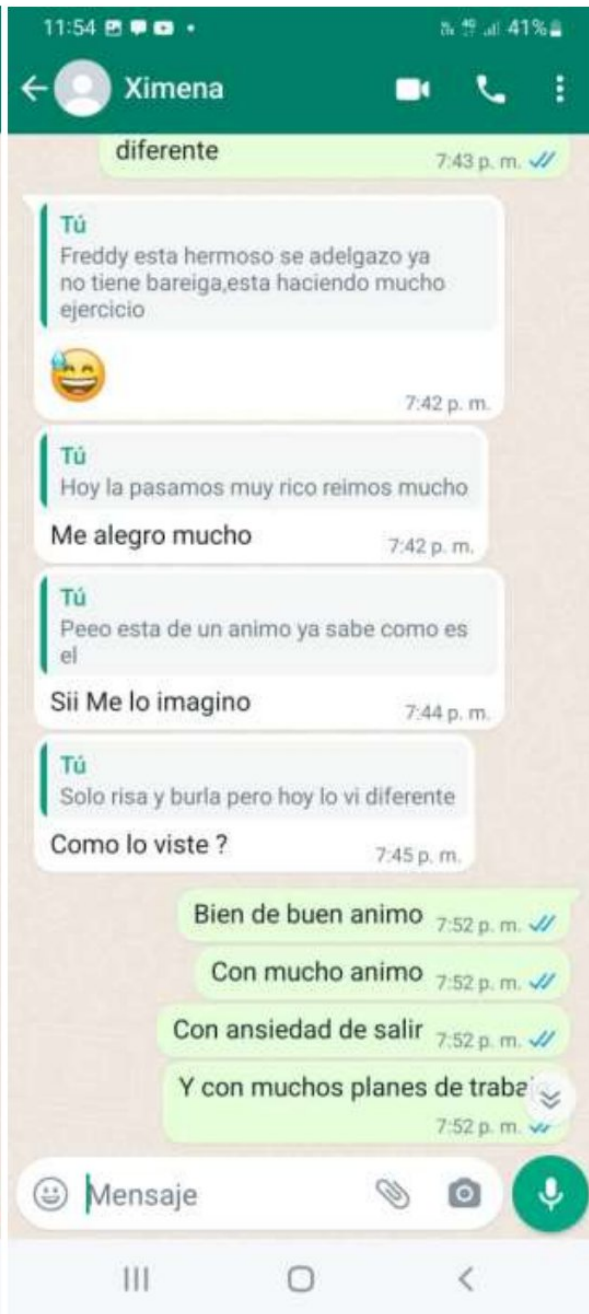 11:54
41%
Ximena
diferente
7:43 p. m.
Tú
Freddy esta hermoso se adelgazo ya
no tiene bareiga,esta haciendo mucho
ejercicio
7:42 p. m.
Tú
Hoy la pasamos muy rico reimos mucho
Me alegro mucho
7:42 p. m.
Tú
Peeo esta de un animo ya sabe como es
el
Sii Me lo imagino
7:44 p. m.
Tú
Solo risa y burla pero hoy lo vi diferente
Como lo viste ?
7:45 p. m.
Bien de buen animo 7:52 p. m.
Con mucho animo 7:52 p. m.
Con ansiedad de salir 7:52 p. m.
Y con muchos planes de trabaj
7:52 p. m.
Mensaje